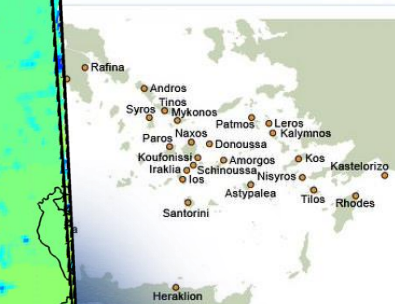 Rafina
Andros
Tinos
Syros
Mykonos
Patmos
Leros
Kalymnos
Naxos
Paros
Donoussa
Koufonissi
Amorgos
Kos
Iraklia
Schinoussa
Kastelorizo
Nisyros
Ios
Astypalea
Tilos
Rhodes
Santorini
Heraklion